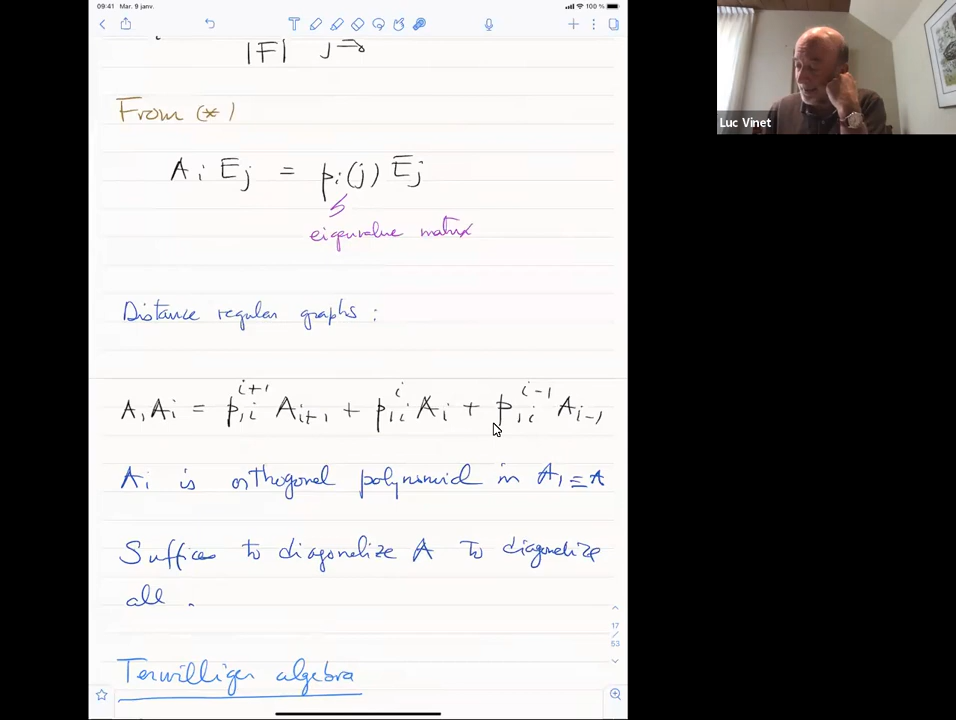 09:41 Mar. 9 janv.
100 %
|F| j
From (*)
A_i E_j = p_i(j) E_j
eigenvalue matrix
Distance regular graphs :
A_1 A_i = p_{1i}^{i+1} A_{i+1} + p_{1i}^{i} A_i + p_{1i}^{i-1} A_{i-1}
A_i is orthogonal polynomial in A_1 = A
Suffices to diagonalize A to diagonalize
all .
Terwilliger algebra
17
/
53
Luc Vinet